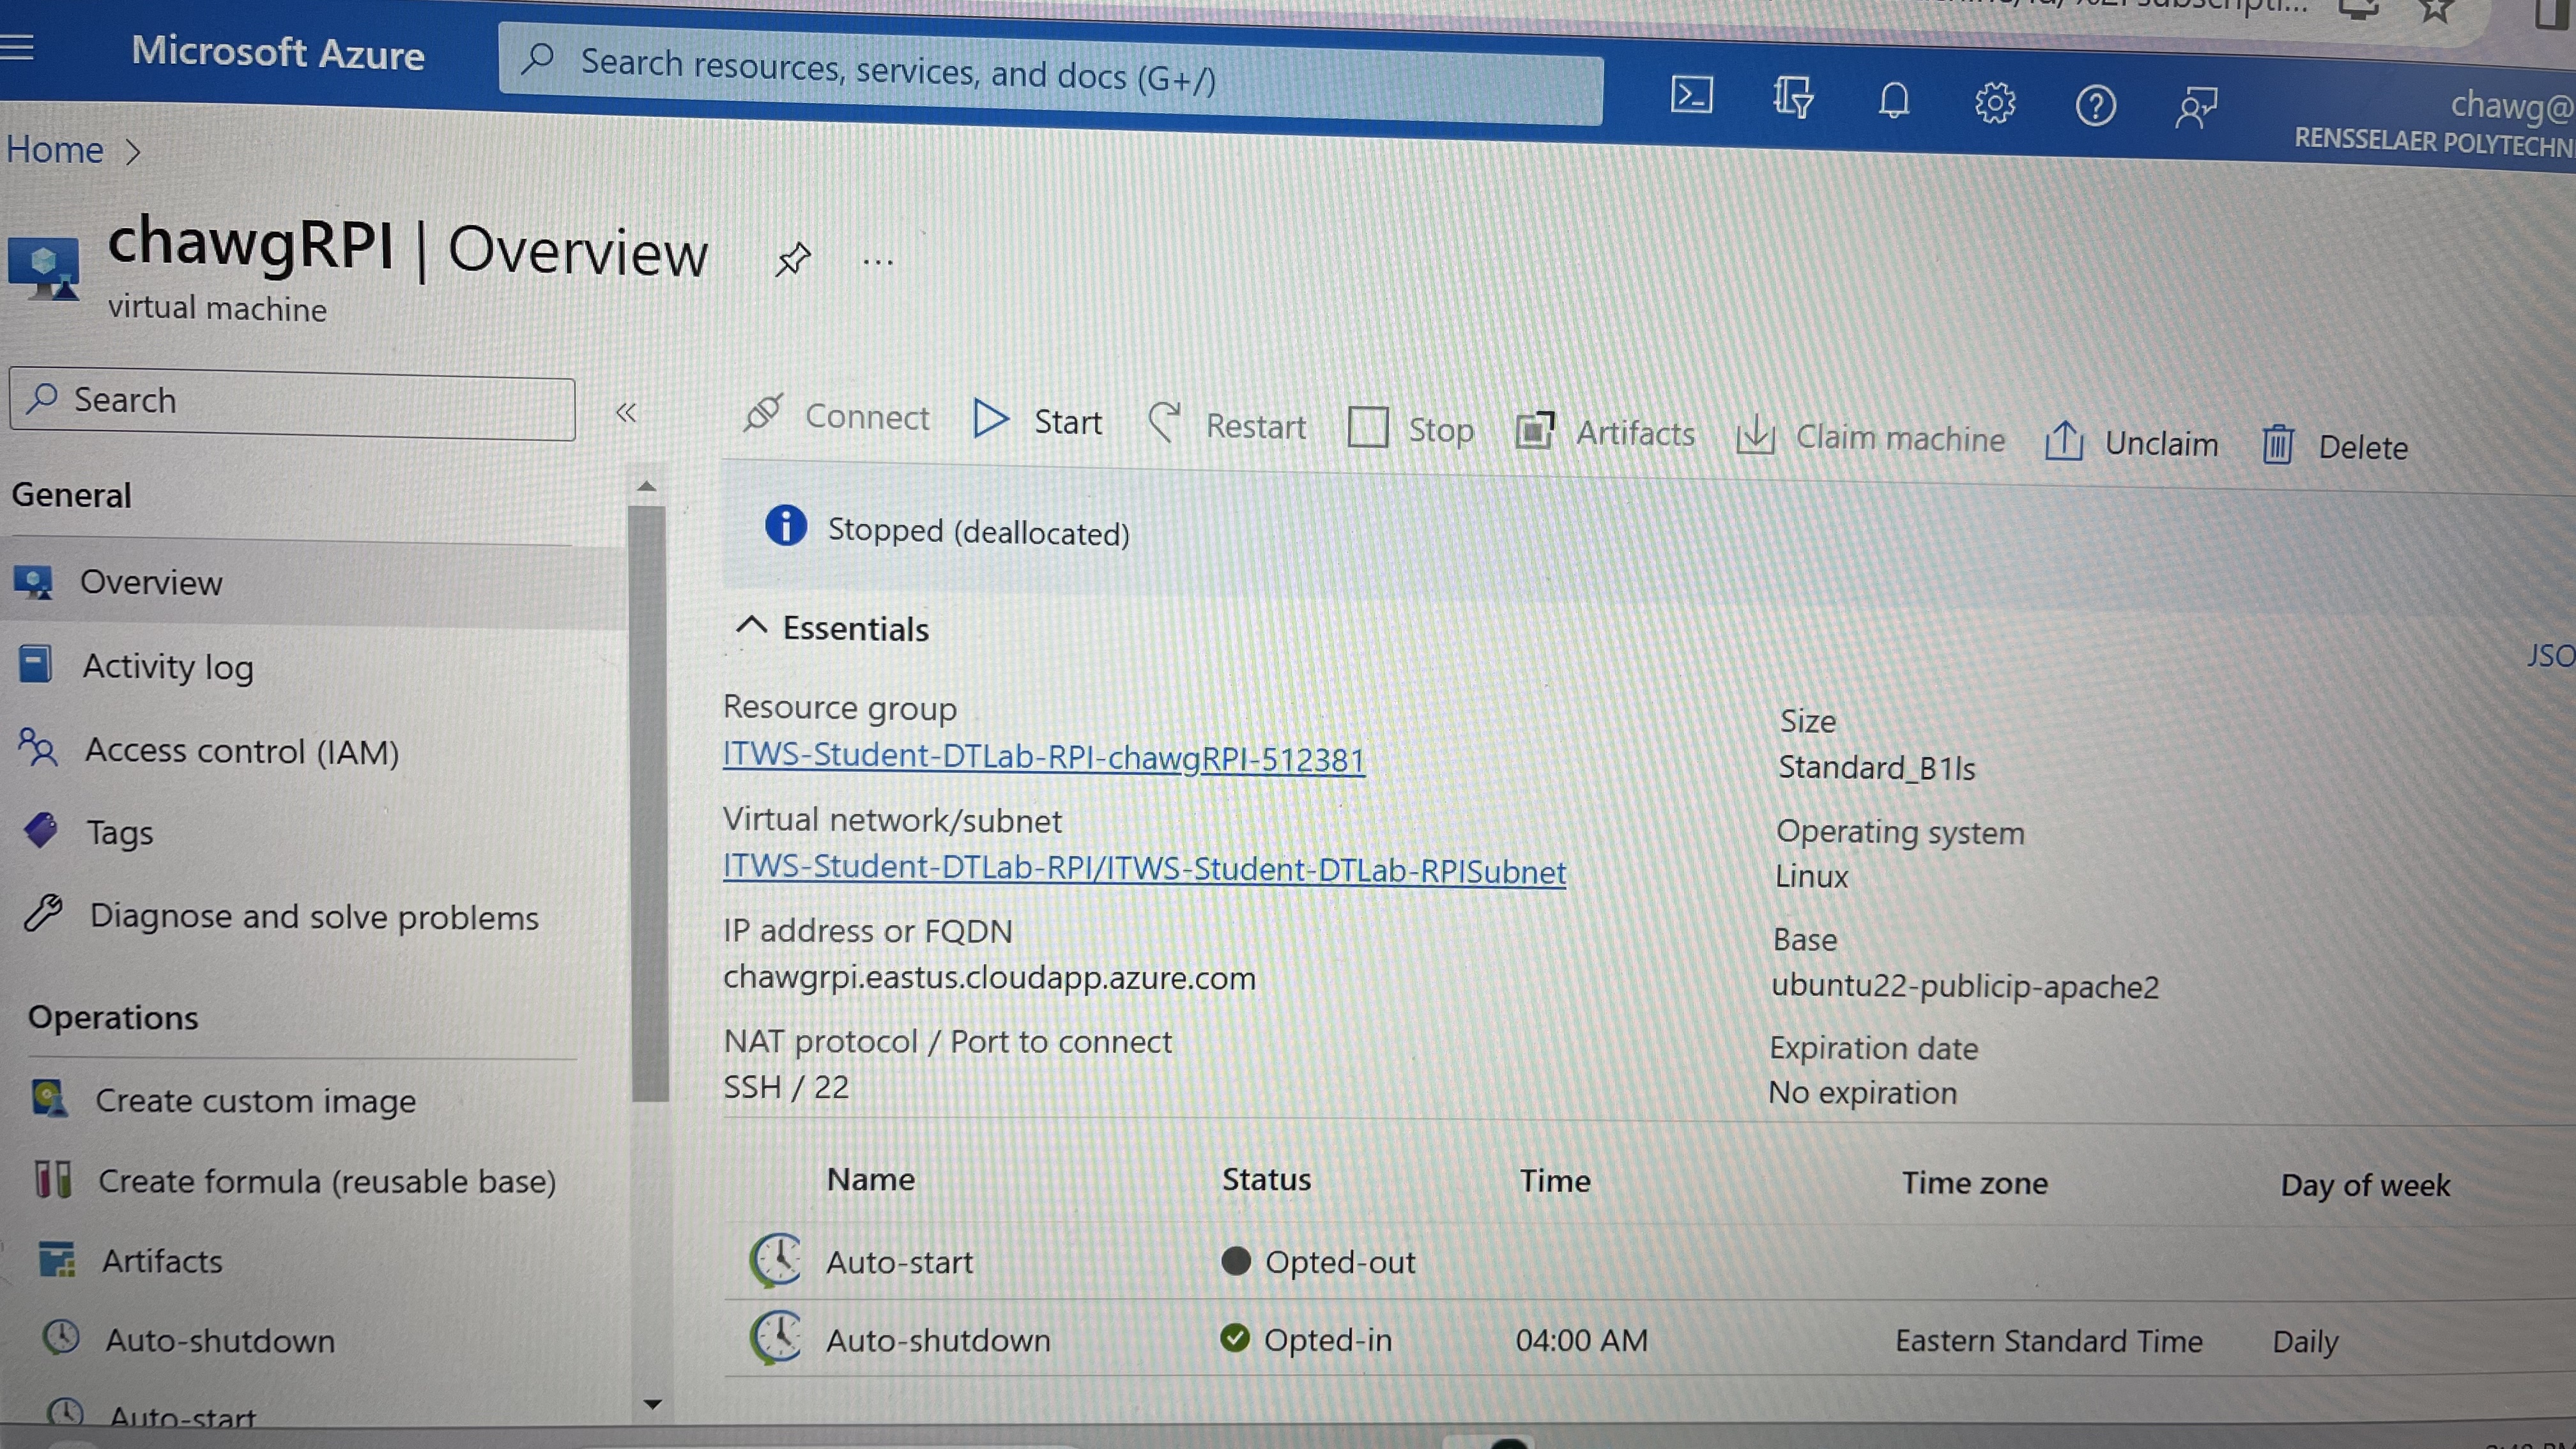 Microsoft Azure
Search resources, services, and docs (G+/)
chawg@
RENSSELAER POLYTECHN
Home
chawgRPI | Overview
...
virtual machine
Search
«
Connect
Start
Restart
Stop
Artifacts
Claim machine
Unclaim
Delete
General
Overview
Activity log
Access control (IAM)
Tags
Diagnose and solve problems
Operations
Create custom image
Create formula (reusable base)
Artifacts
Auto-shutdown
Auto-start
Stopped (deallocated)
Essentials
JSO
Resource group
ITWS-Student-DTLab-RPI-chawgRPI-512381
Virtual network/subnet
ITWS-Student-DTLab-RPI/ITWS-Student-DTLab-RPISubnet
IP address or FQDN
chawgrpi.eastus.cloudapp.azure.com
NAT protocol / Port to connect
SSH / 22
Size
Standard_B1ls
Operating system
Linux
Base
ubuntu22-publicip-apache2
Expiration date
No expiration
Name Status Time Time zone Day of week
Auto-start Opted-out
Auto-shutdown Opted-in 04:00 AM Eastern Standard Time Daily